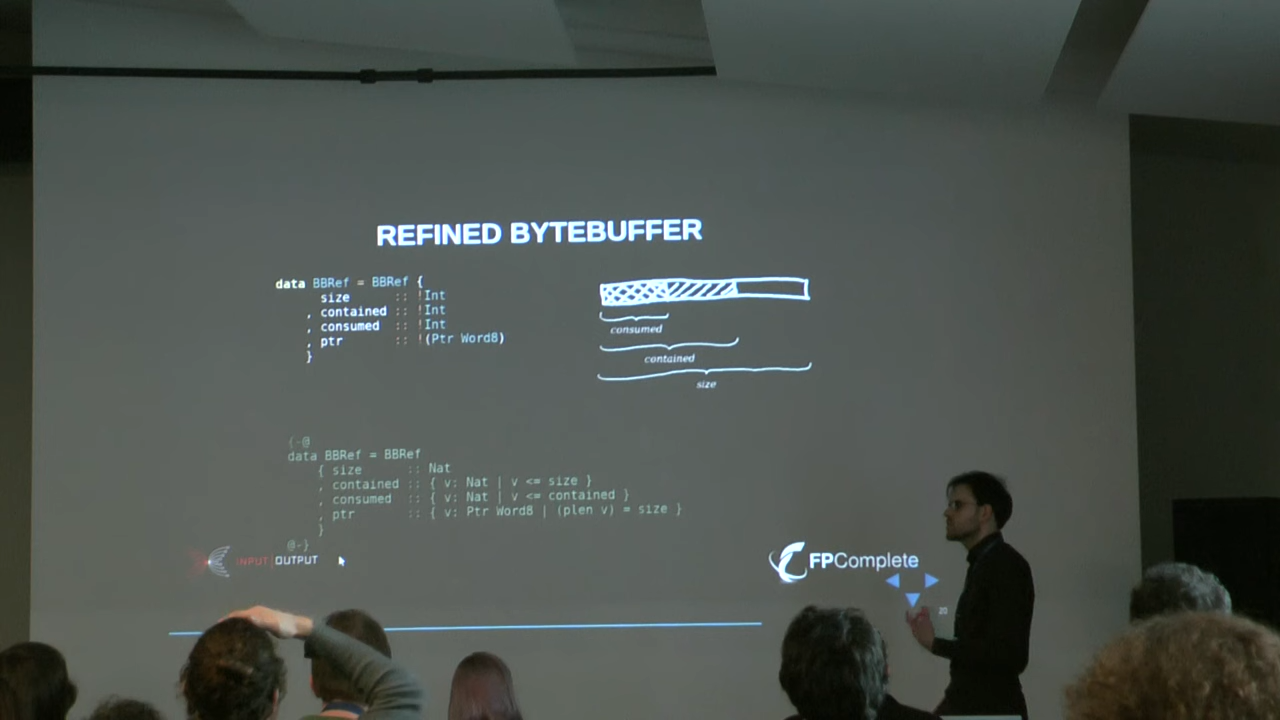 REFINED BYTEBUFFER
data BBRef = BBRef {
size :: !Int
, contained :: !Int
, consumed :: !Int
, ptr :: !(Ptr Word8)
}
consumed
contained
size
{-@
data BBRef = BBRef
{ size :: Nat
, contained :: { v: Nat | v <= size }
, consumed :: { v: Nat | v <= contained }
, ptr :: { v: Ptr Word8 | (plen v) = size }
}
@-}
INPUT OUTPUT
FPComplete
20